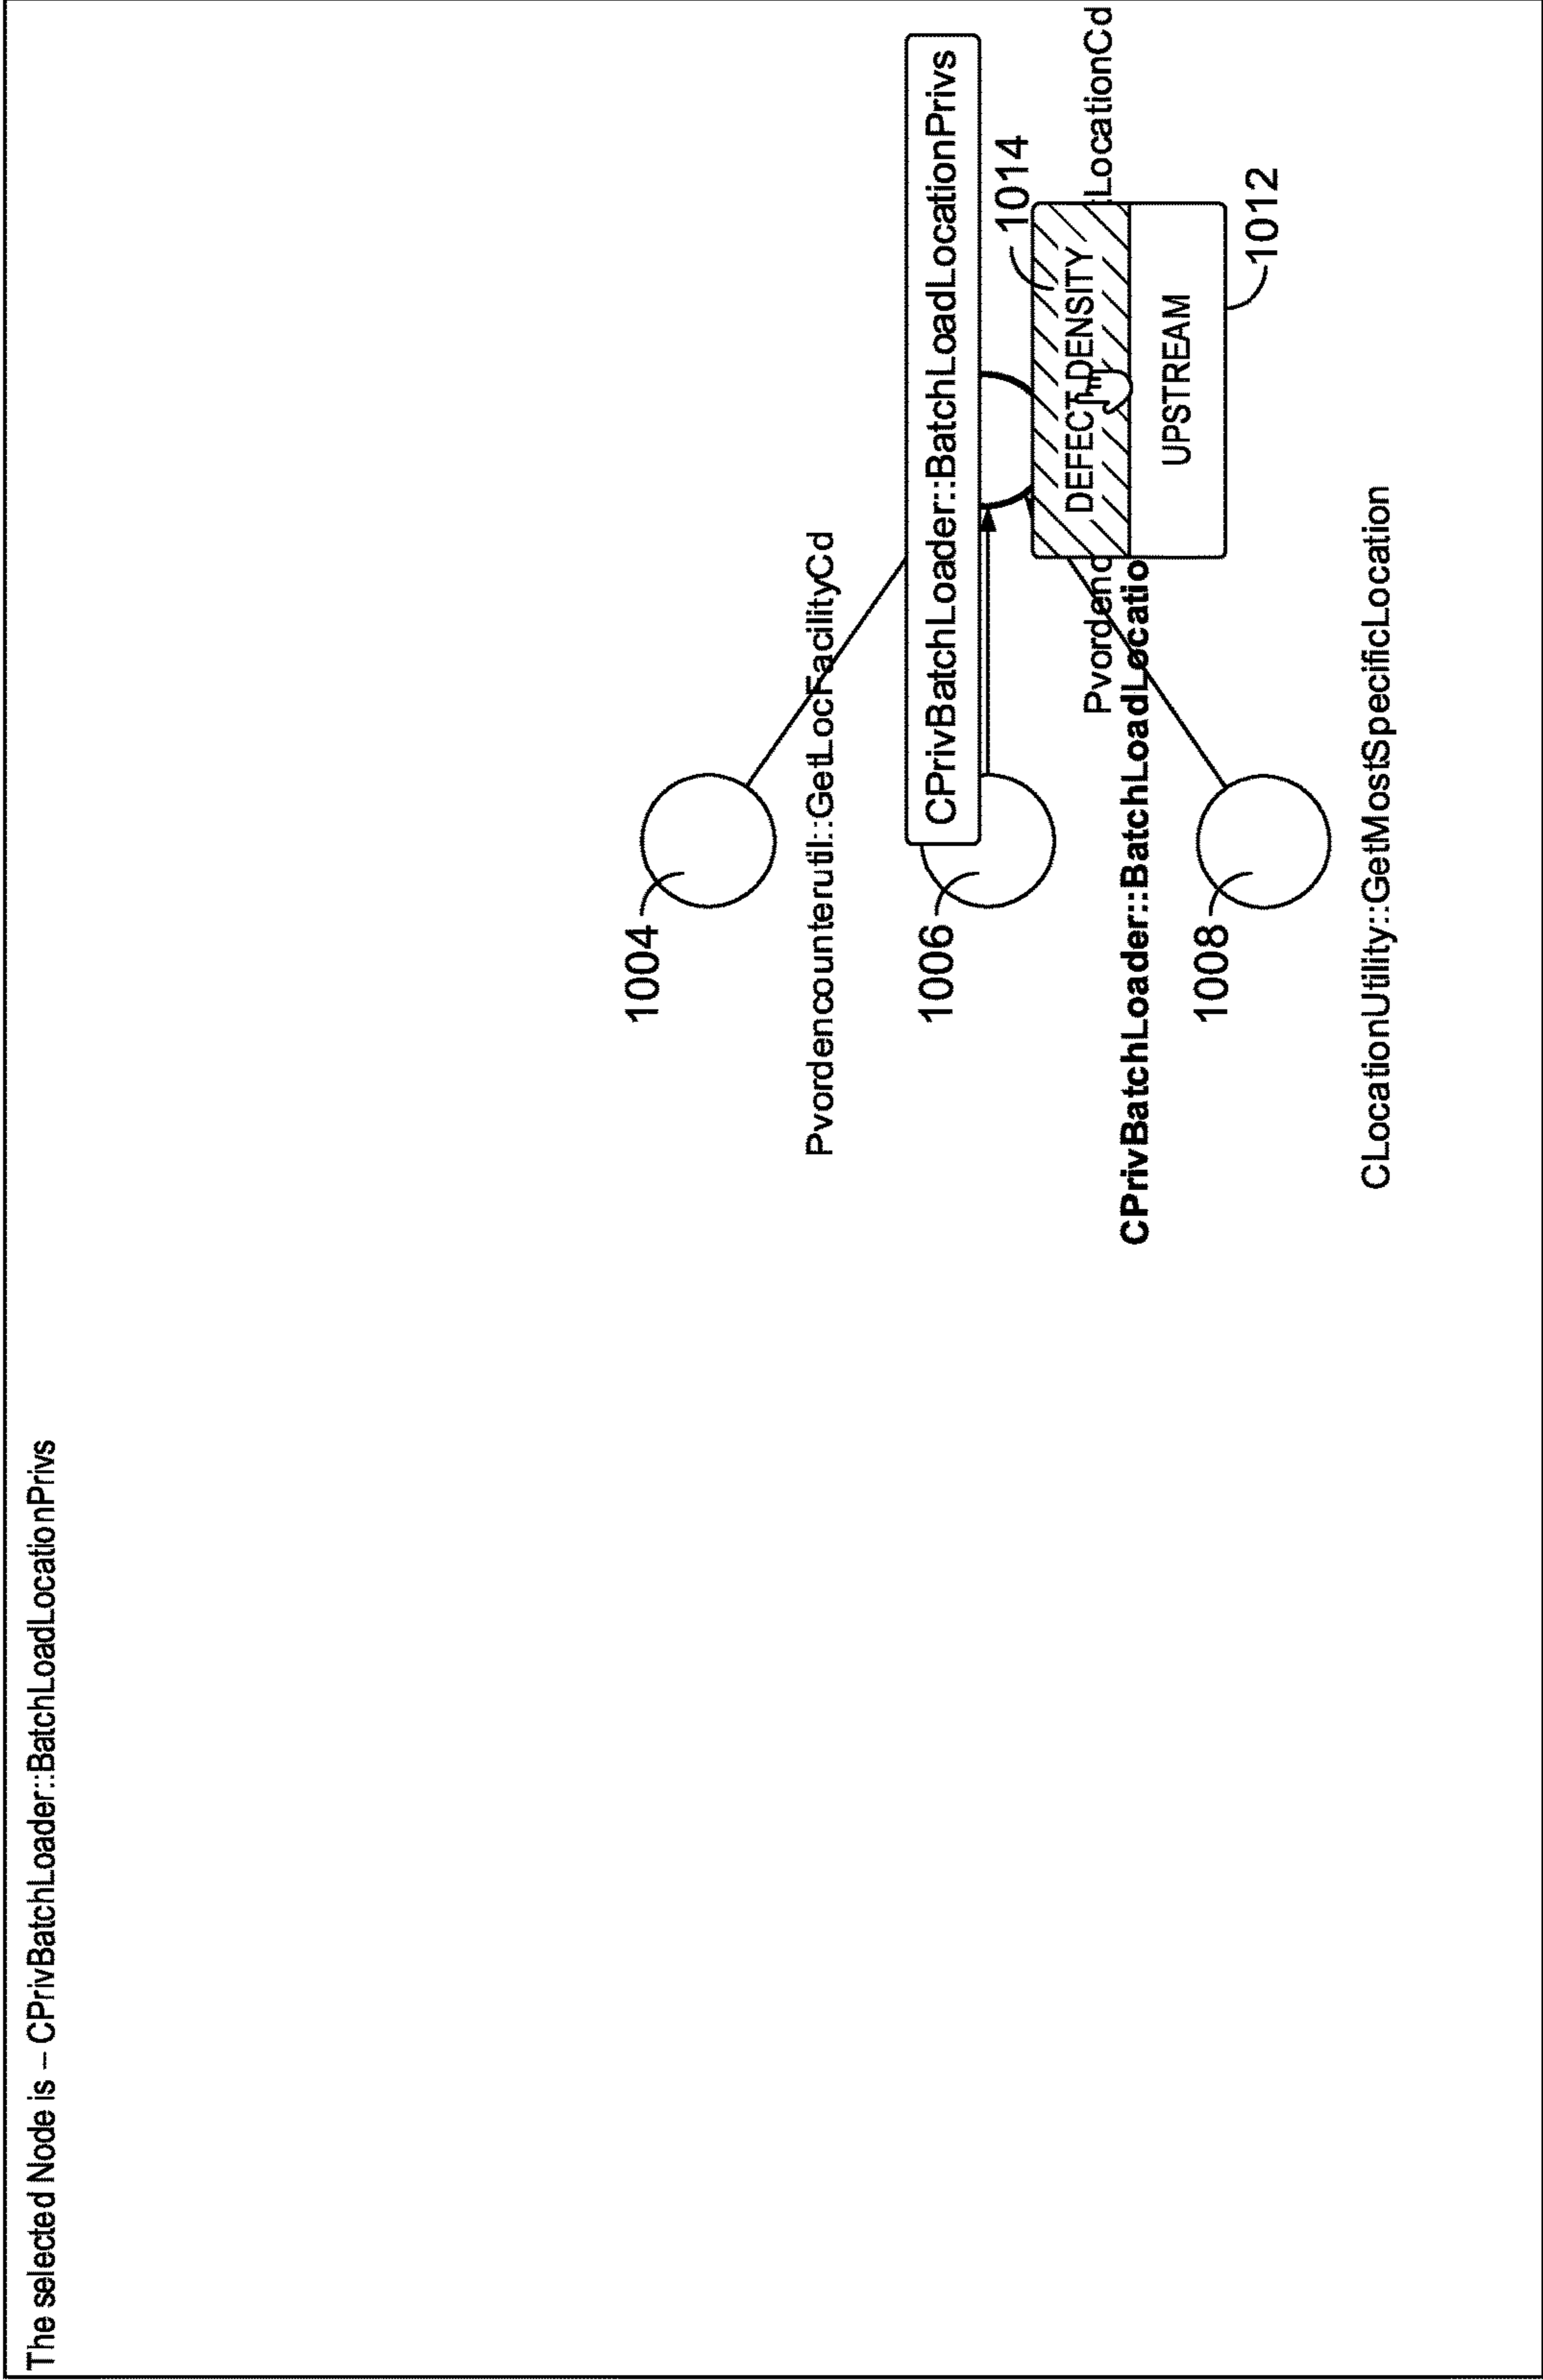 The selected Node is – CPrivBatchLoader::BatchLoadLocationPrivs
1004
Pvordencounterutil::GetLocFacilityCd
CPrivBatchLoader::BatchLoadLocationPrivs
1006
1014
DEFECT DENSITY
Pvordenc
tLocationCd
CPrivBatchLoader::BatchLoadLocatio
UPSTREAM
1008
1012
CLocationUtility::GetMostSpecificLocation